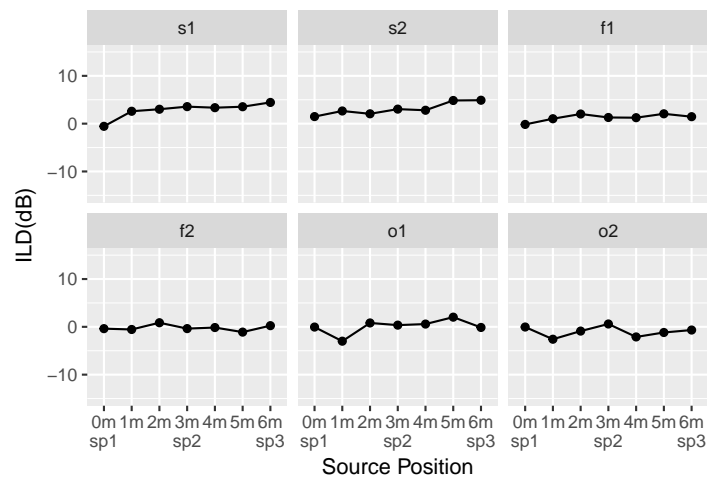 s1 s2 f1
10
0
−10
ILD(dB)
f2 o1 o2
10
0
−10
0m 1m 2m 3m 4m 5m 6m 0m 1m 2m 3m 4m 5m 6m 0m 1m 2m 3m 4m 5m 6m
sp1 sp2 sp3 sp1 sp2 sp3 sp1 sp2 sp3
Source Position